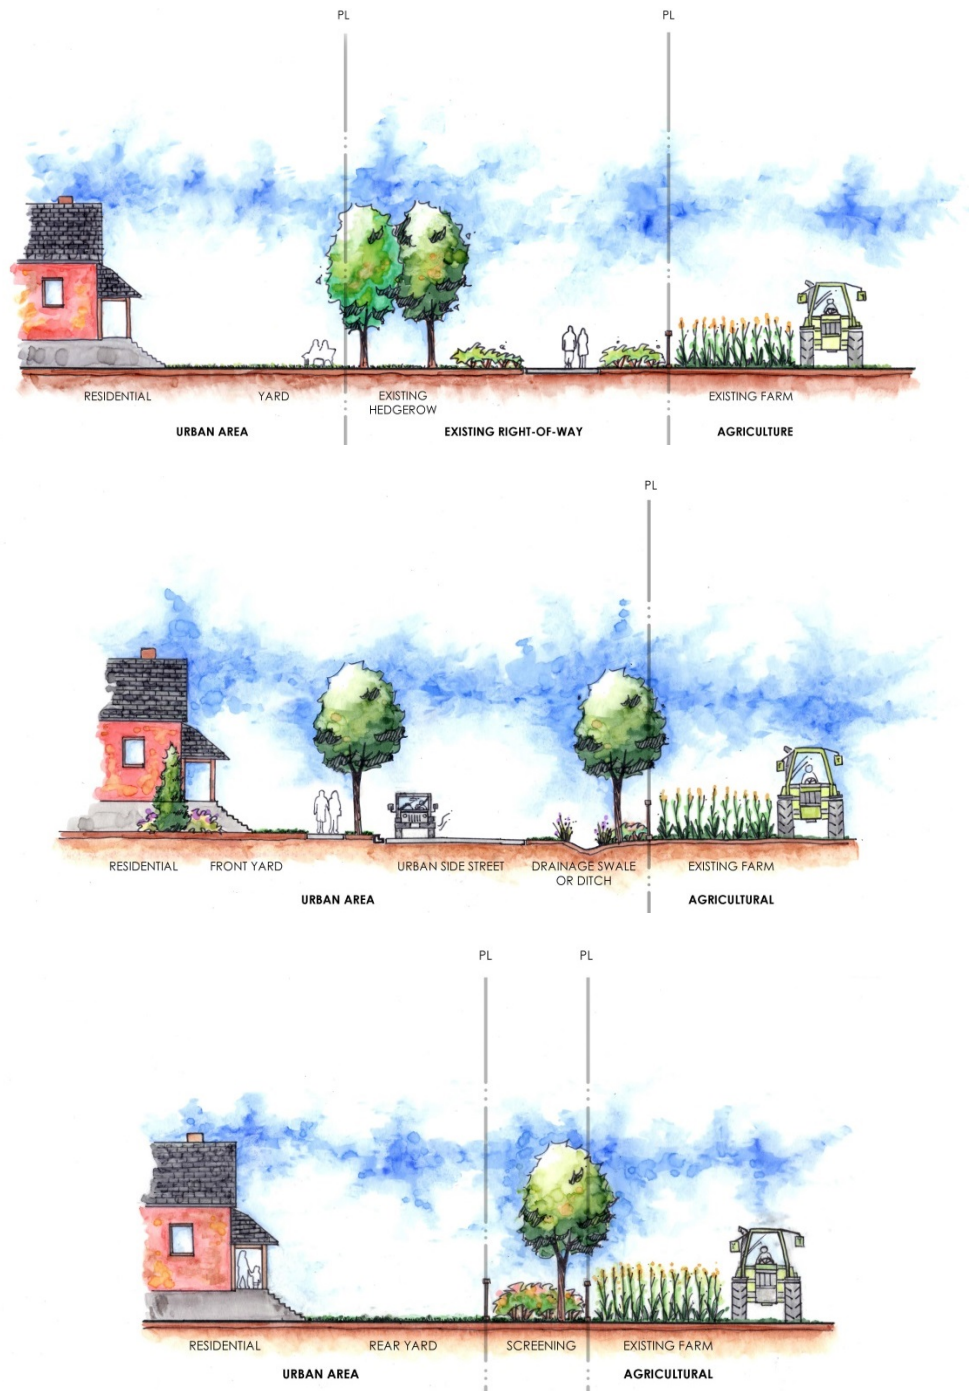 PL PL
RESIDENTIAL YARD EXISTING HEDGEROW EXISTING FARM
URBAN AREA EXISTING RIGHT-OF-WAY AGRICULTURE
PL
RESIDENTIAL FRONT YARD URBAN SIDE STREET DRAINAGE SWALE OR DITCH EXISTING FARM
URBAN AREA AGRICULTURAL
PL PL
RESIDENTIAL REAR YARD SCREENING EXISTING FARM
URBAN AREA AGRICULTURAL